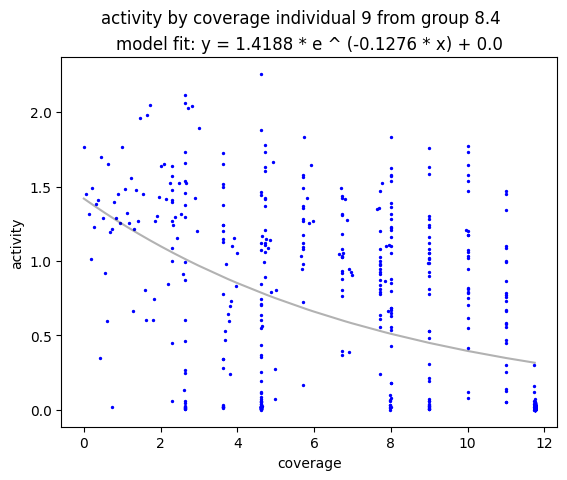 activity by coverage individual 9 from group 8.4
model fit: y = 1.4188 * e ^ (-0.1276 * x) + 0.0
activity
2.0
1.5
1.0
0.5
0.0
0 2 4 6 8 10 12
coverage